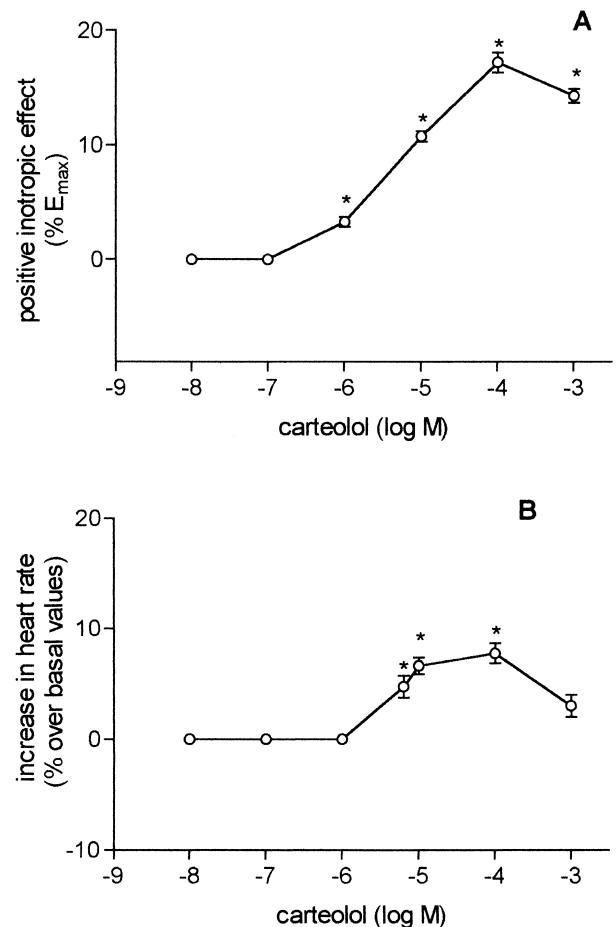 A
positive inotropic effect
(% Emax)
20
10
0
*
*
*
*
-9 -8 -7 -6 -5 -4 -3
carteolol (log M)
B
increase in heart rate
(% over basal values)
20
10
0
-10
*
*
*
-9 -8 -7 -6 -5 -4 -3
carteolol (log M)